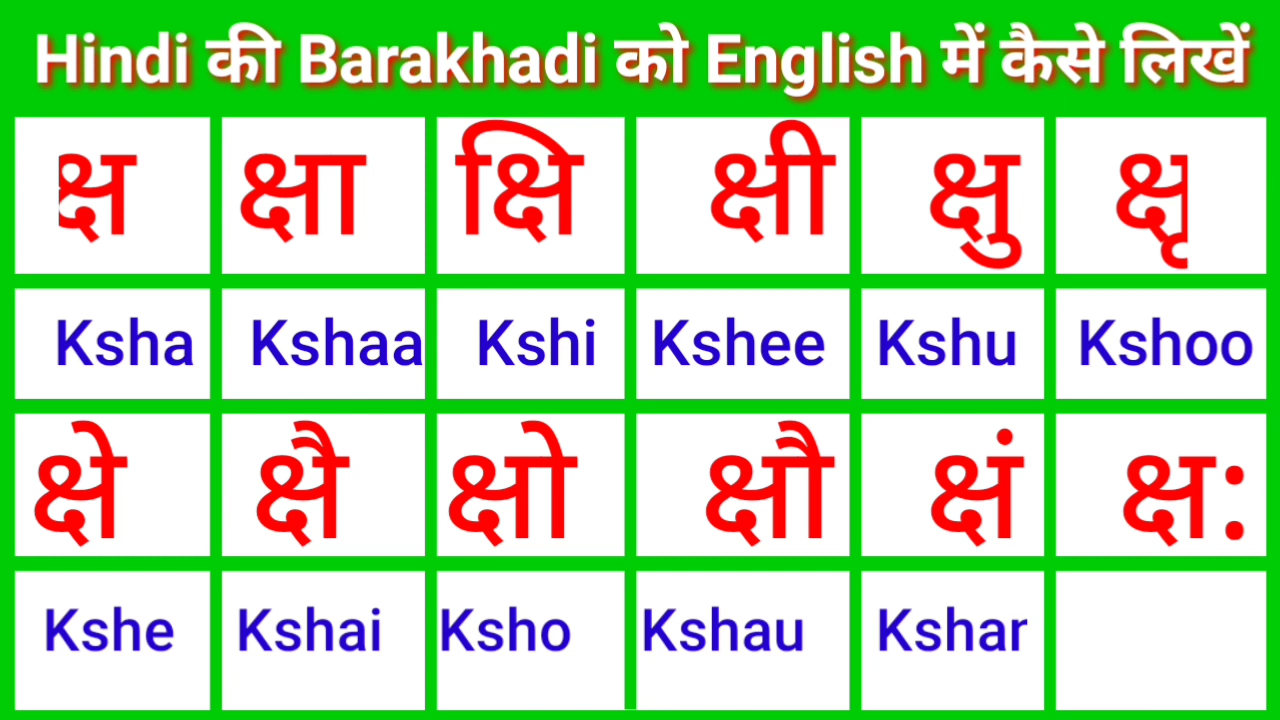 Hindi की Barakhadi को English में कैसे लिखें
क्ष क्षा क्षि क्षी क्षु क्षृ
Ksha Kshaa Kshi Kshee Kshu Kshoo
क्षे क्षै क्षो क्षौ क्षं क्ष:
Kshe Kshai Ksho Kshau Kshar